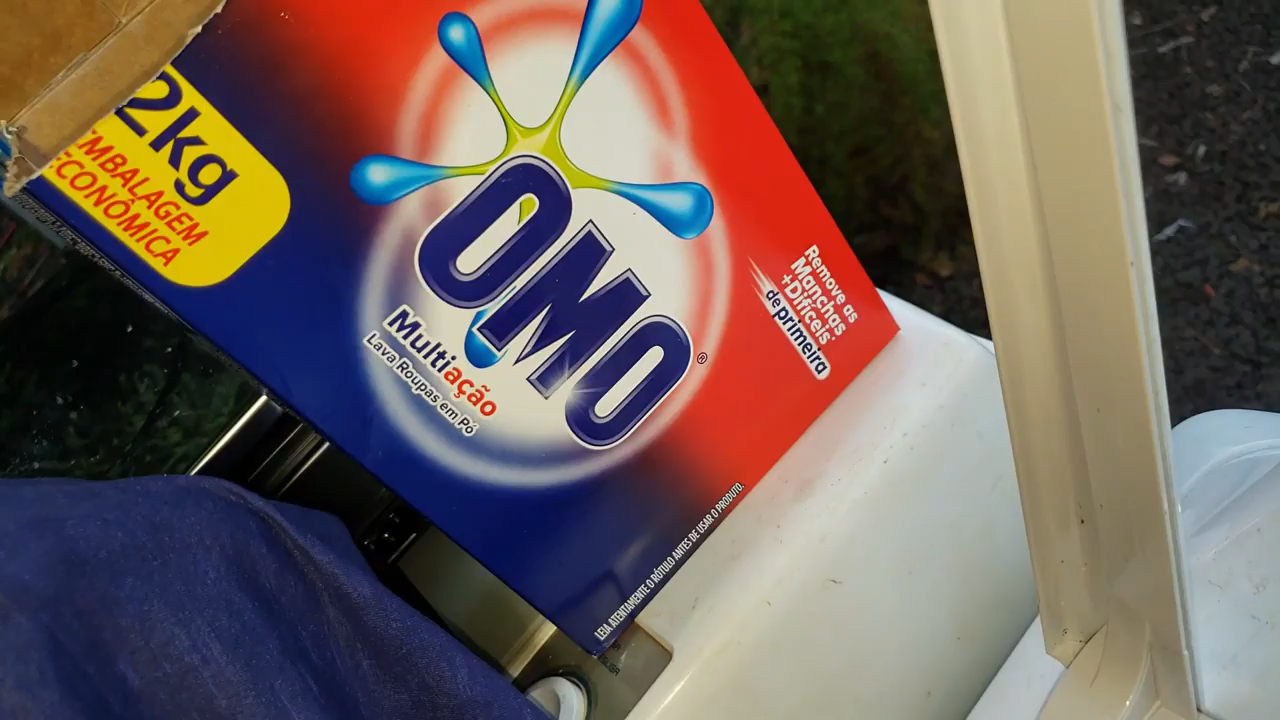 2kg
EMBALAGEM
ECONÔMICA
OMO®
Multiação
Lava Roupas em Pó
Remove as
Manchas
+Difíceis
de primeira
LEIA ATENTAMENTE O RÓTULO ANTES DE USAR O PRODUTO.